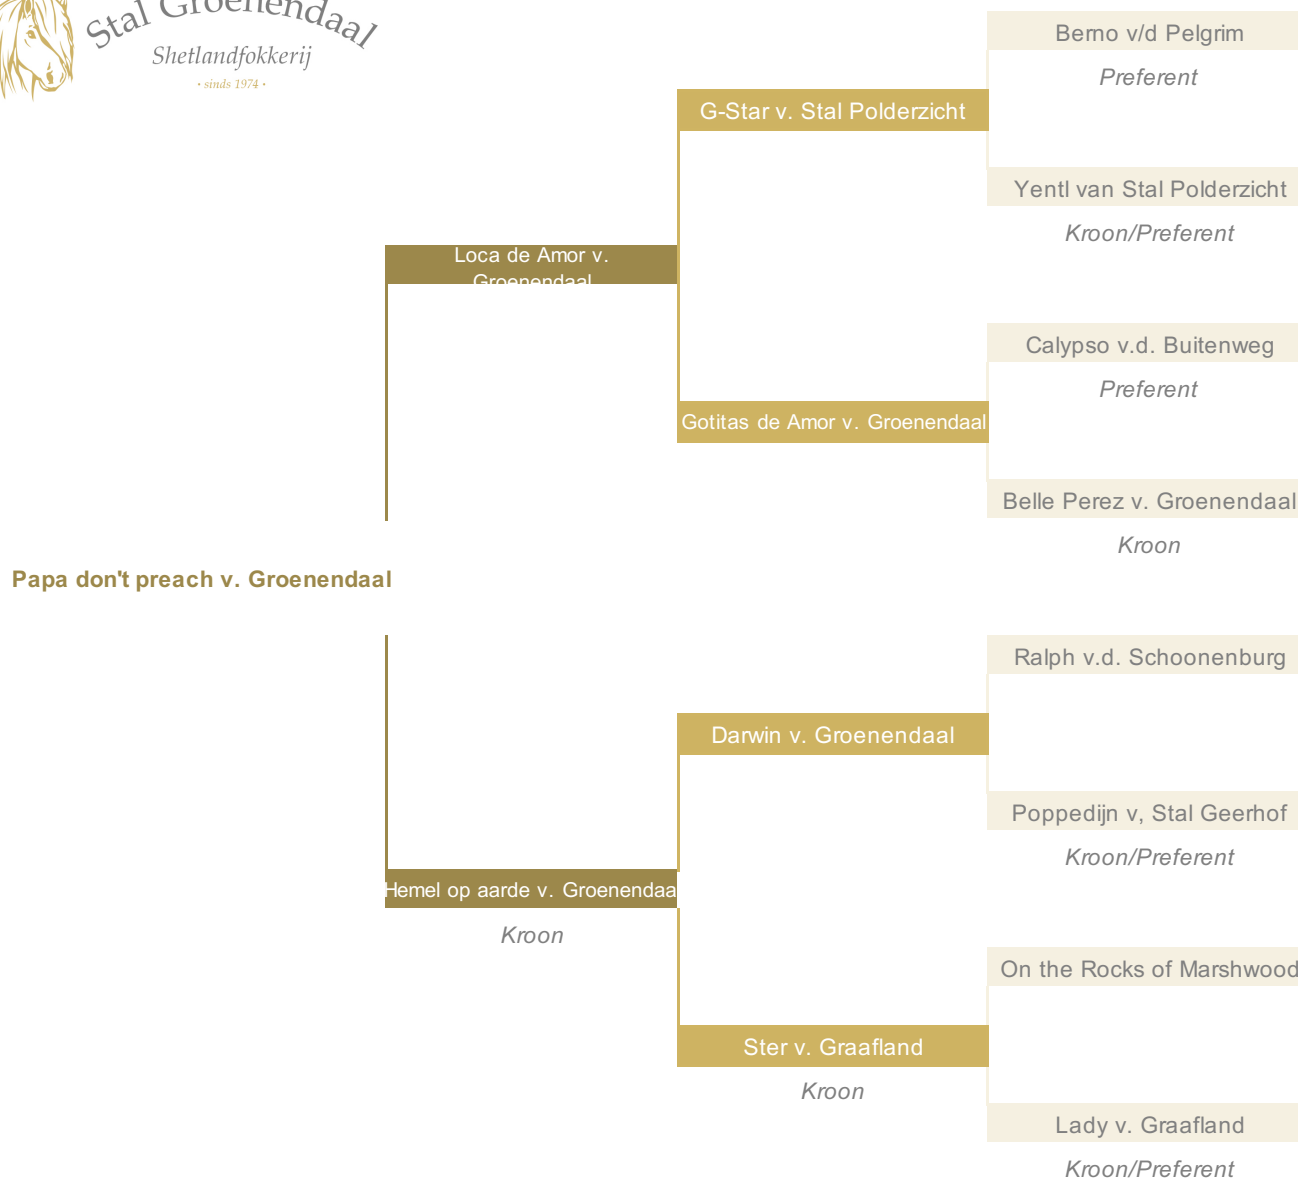 Stal Groenendaal
Shetlandfokkerij
• sinds 1974 •
Berno v/d Pelgrim
Preferent
G-Star v. Stal Polderzicht
Yentl van Stal Polderzicht
Kroon/Preferent
Loca de Amor v.
Groenendaal
Calypso v.d. Buitenweg
Preferent
Gotitas de Amor v. Groenendaal
Belle Perez v. Groenendaal
Kroon
Papa don't preach v. Groenendaal
Ralph v.d. Schoonenburg
Darwin v. Groenendaal
Poppedijn v, Stal Geerhof
Kroon/Preferent
Hemel op aarde v. Groenendaa
Kroon
On the Rocks of Marshwood
Ster v. Graafland
Kroon
Lady v. Graafland
Kroon/Preferent